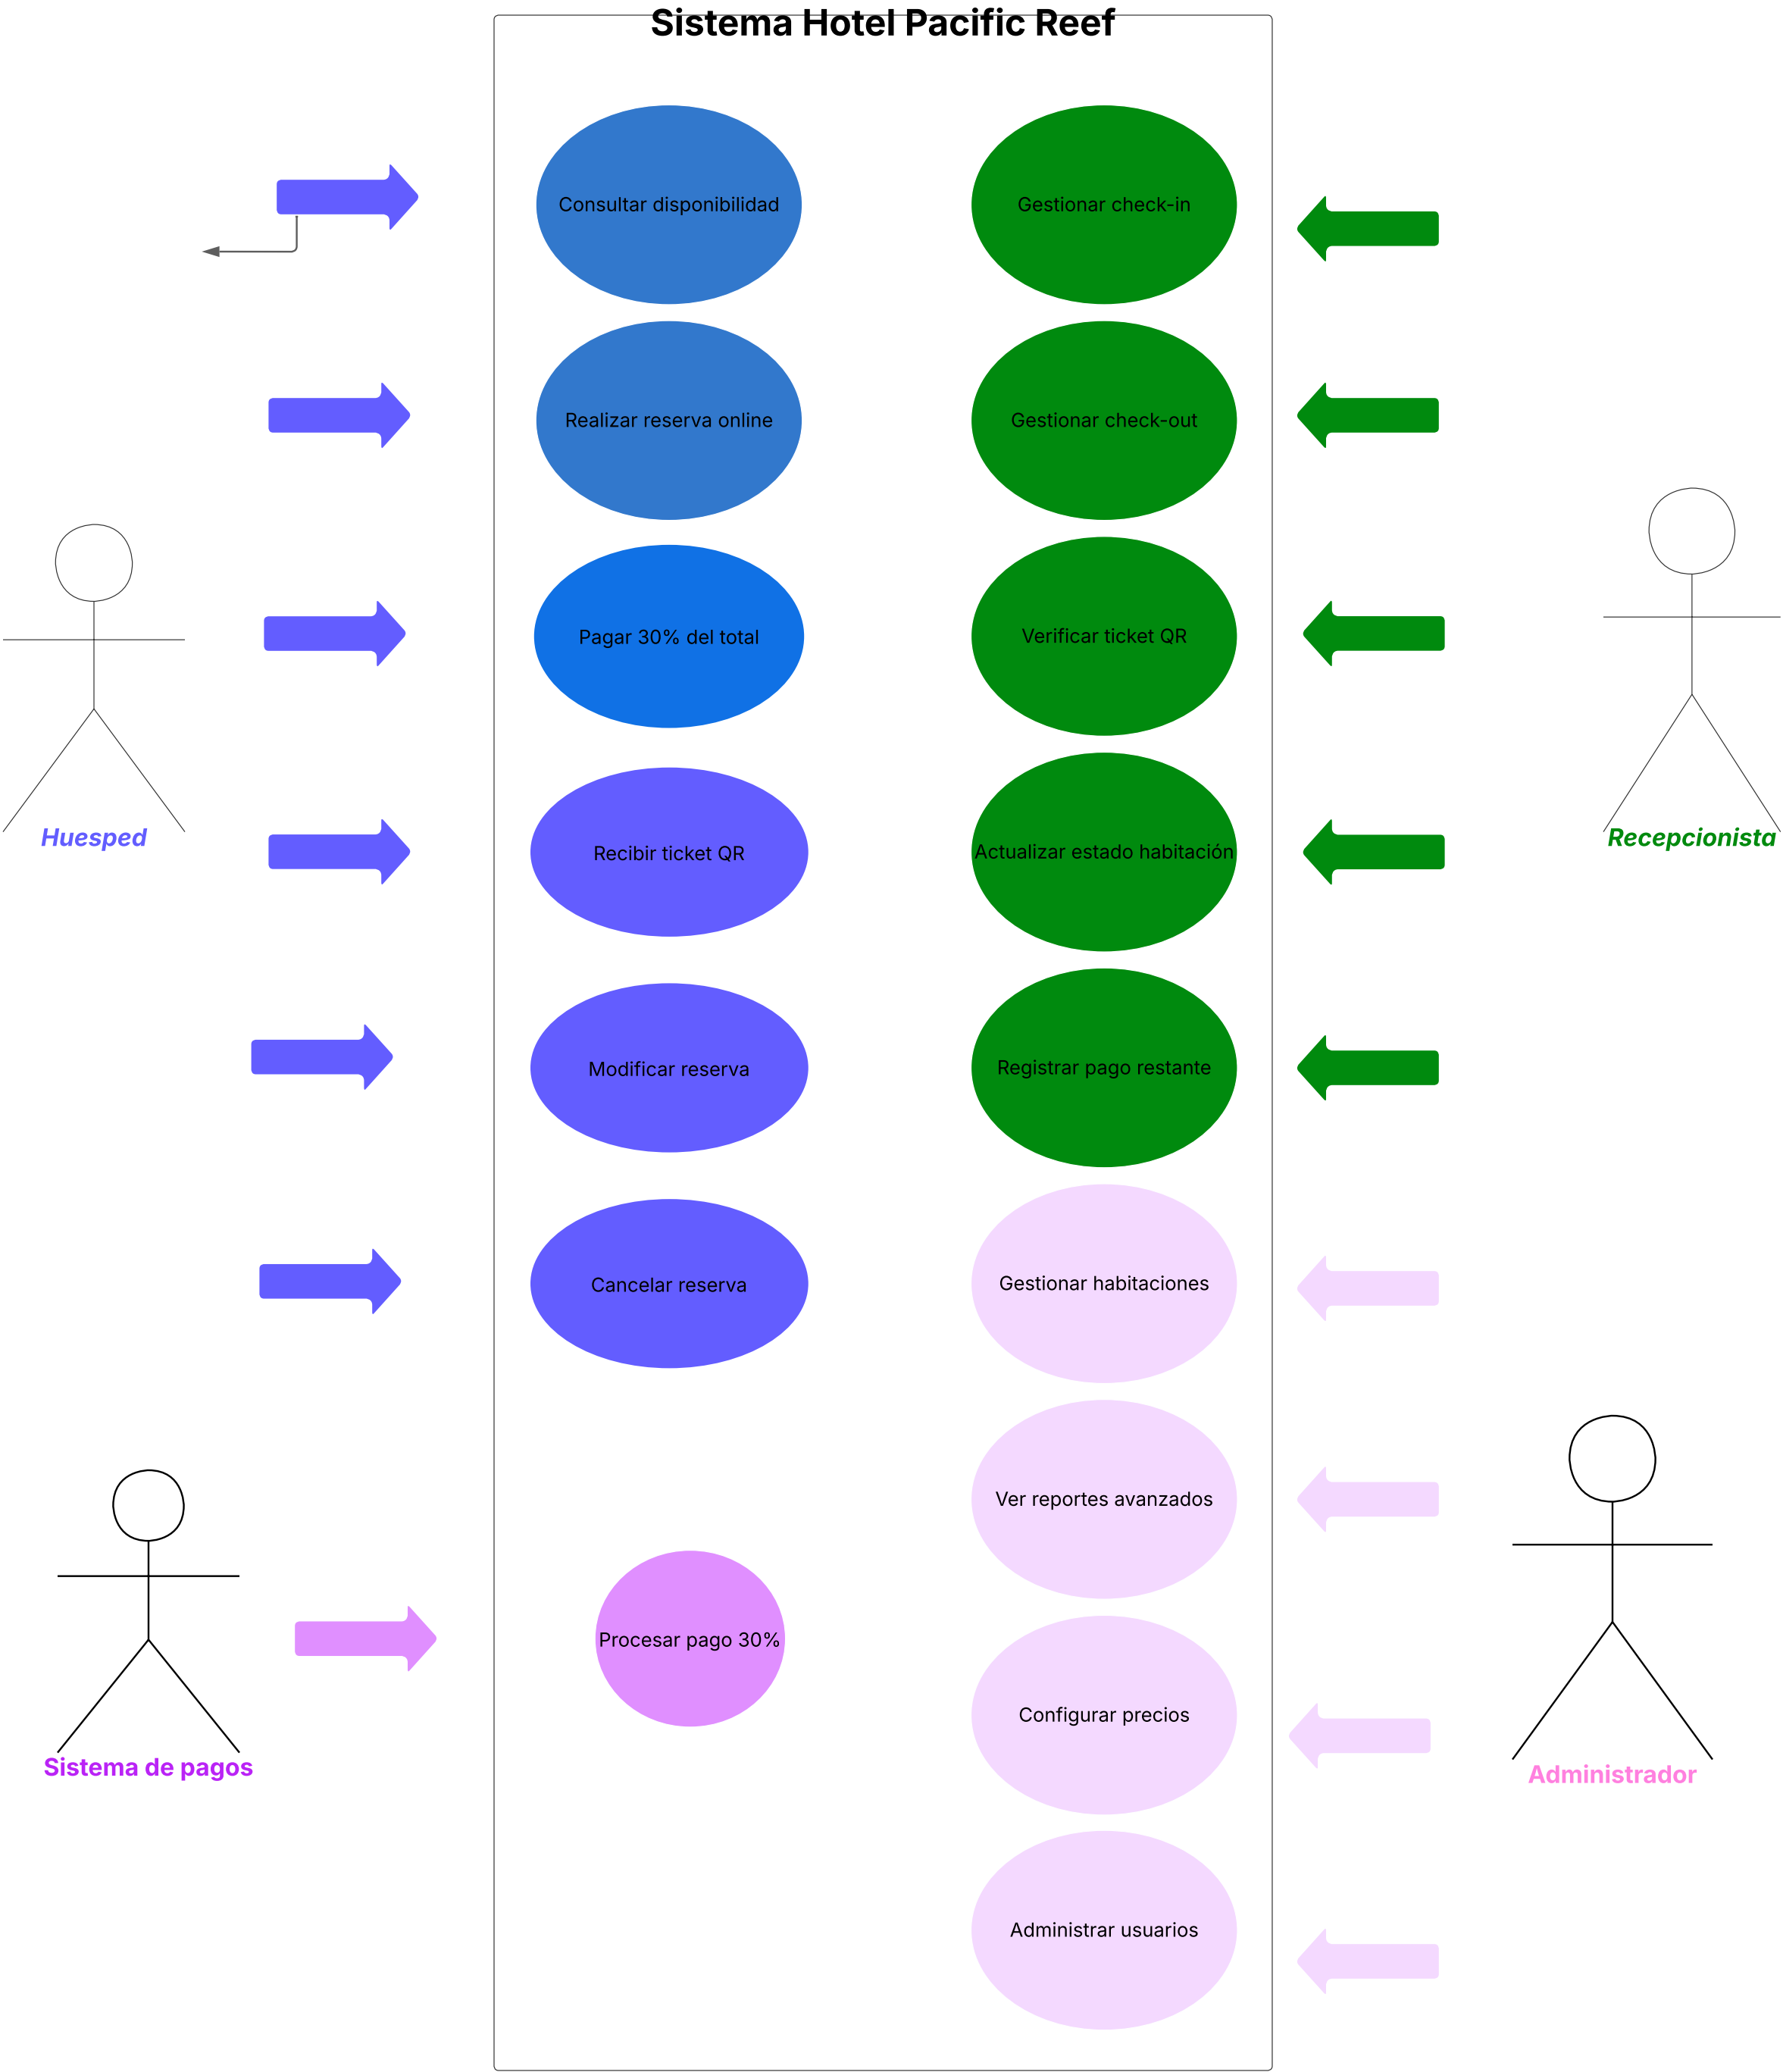 Sistema Hotel Pacific Reef
Consultar disponibilidad
Gestionar check-in
Realizar reserva online
Gestionar check-out
Pagar 30% del total
Verificar ticket QR
Huesped
Recepcionista
Recibir ticket QR
Actualizar estado habitación
Modificar reserva
Registrar pago restante
Cancelar reserva
Gestionar habitaciones
Ver reportes avanzados
Procesar pago 30%
Configurar precios
Sistema de pagos
Administrador
Administrar usuarios